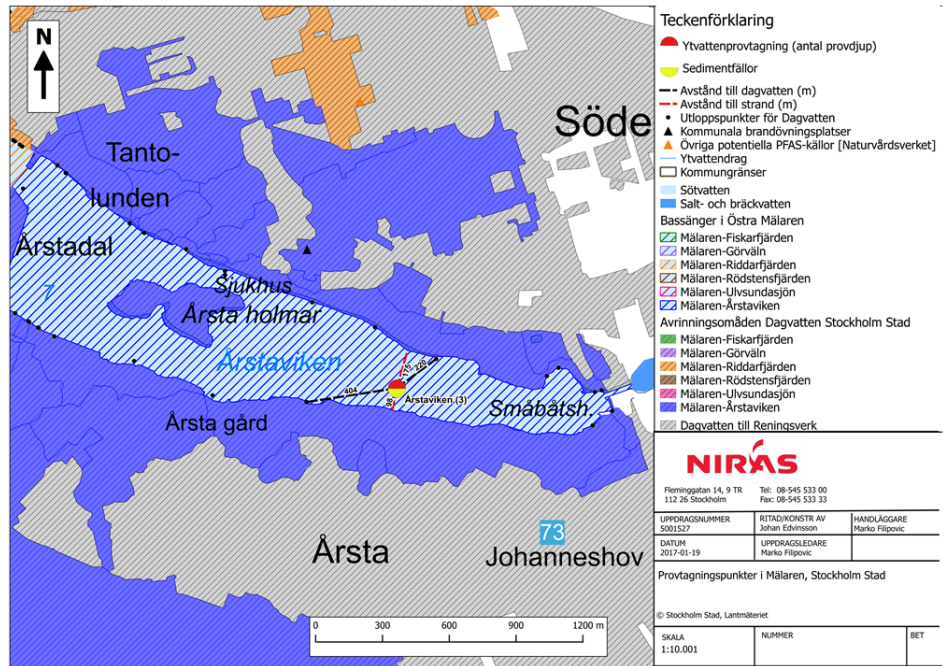 N
Söde
Tanto-
lunden
Årstadal
7
Sjukhus
Årsta holmar
Årstaviken
175
220
404
98
Årstaviken (3)
Småbåtsh.
Årsta gård
73
Årsta
Johanneshov
0 300 600 900 1200 m
Teckenförklaring
Ytvattenprovtagning (antal provdjup)
Sedimentfällor
Avstånd till dagvatten (m)
Avstånd till strand (m)
Utloppspunkter för Dagvatten
Kommunala brandövningsplatser
Övriga potentiella PFAS-källor [Naturvårdsverket]
Ytvattendrag
Kommungränser
Sötvatten
Salt- och bräckvatten
Bassänger i Östra Mälaren
Mälaren-Fiskarfjärden
Mälaren-Görväln
Mälaren-Riddarfjärden
Mälaren-Rödstensfjärden
Mälaren-Ulvsundasjön
Mälaren-Årstaviken
Avrinningsområden Dagvatten Stockholm Stad
Mälaren-Fiskarfjärden
Mälaren-Görväln
Mälaren-Riddarfjärden
Mälaren-Rödstensfjärden
Mälaren-Ulvsundasjön
Mälaren-Årstaviken
Dagvatten till Reningsverk
NIRÁS
Fleminggatan 14, 9 TR Tel: 08-545 533 00
112 26 Stockholm Fax: 08-545 533 33
UPPDRAGSNUMMER RITAD/KONSTR AV HANDLÄGGARE
5001527 Johan Edvinsson Marko Filipovic
DATUM UPPDRAGSLEDARE
2017-01-19 Marko Filipovic
Provtagningspunkter i Mälaren, Stockholm Stad
© Stockholm Stad, Lantmäteriet
SKALA NUMMER BET
1:10.001